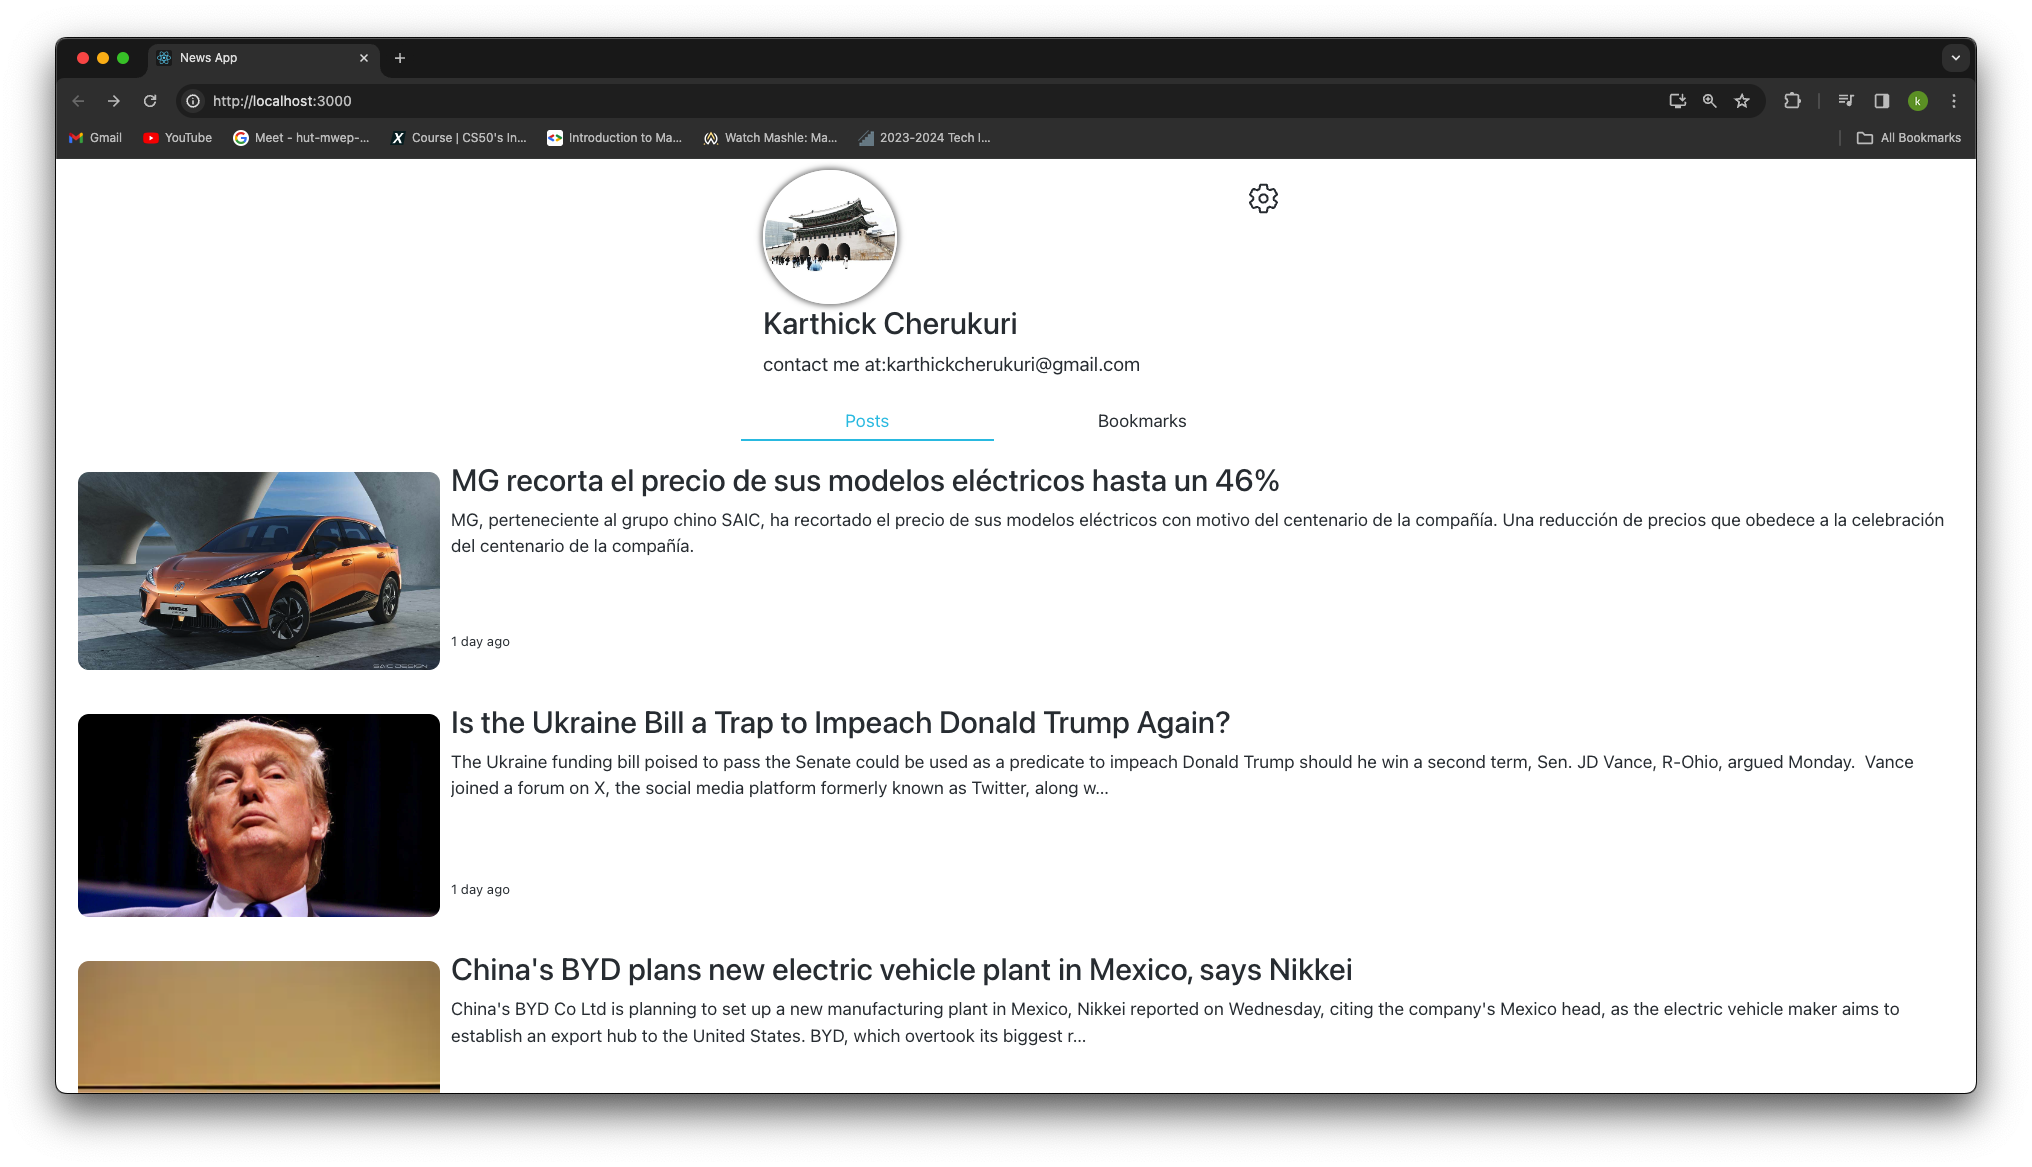 News App
http://localhost:3000
k
Gmail
YouTube
Meet - hut-mwep-...
Course | CS50's In...
Introduction to Ma...
Watch Mashle: Ma...
2023-2024 Tech I...
All Bookmarks
Karthick Cherukuri
contact me at:karthickcherukuri@gmail.com
Posts
Bookmarks
MG recorta el precio de sus modelos eléctricos hasta un 46%
MG, perteneciente al grupo chino SAIC, ha recortado el precio de sus modelos eléctricos con motivo del centenario de la compañía. Una reducción de precios que obedece a la celebración
del centenario de la compañía.
SAIC DESIGN
1 day ago
Is the Ukraine Bill a Trap to Impeach Donald Trump Again?
The Ukraine funding bill poised to pass the Senate could be used as a predicate to impeach Donald Trump should he win a second term, Sen. JD Vance, R-Ohio, argued Monday.  Vance
joined a forum on X, the social media platform formerly known as Twitter, along w...
1 day ago
China's BYD plans new electric vehicle plant in Mexico, says Nikkei
China's BYD Co Ltd is planning to set up a new manufacturing plant in Mexico, Nikkei reported on Wednesday, citing the company's Mexico head, as the electric vehicle maker aims to
establish an export hub to the United States. BYD, which overtook its biggest r...